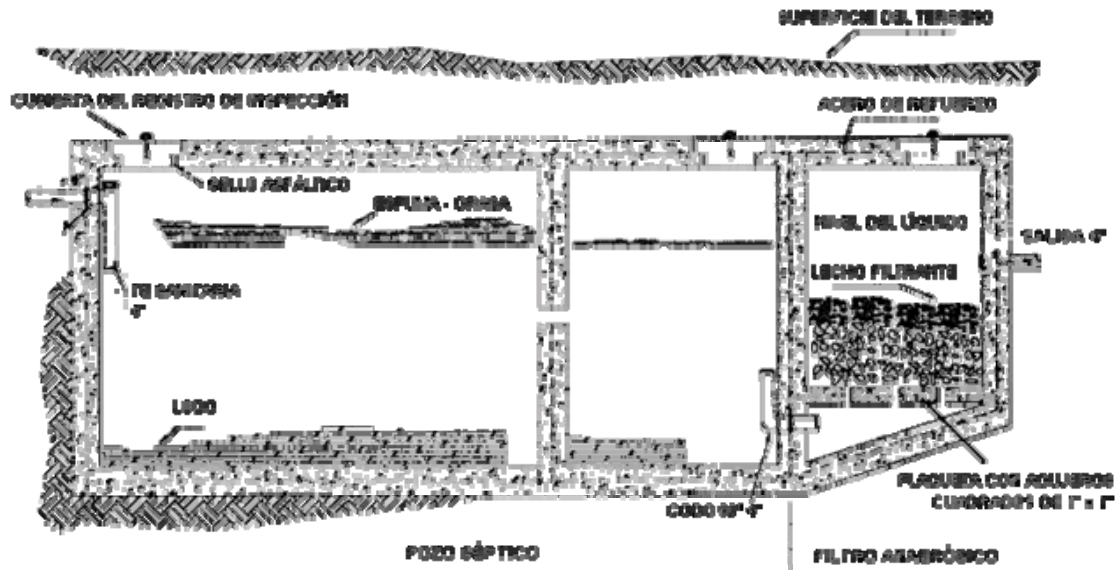 SUPERFICIE DEL TERRENO
CUBIERTA DEL REGISTRO DE INSPECCIÓN
ACERO DE REFUERZO
SELLO ASFÁLTICO
ESPUMA - GRASA
NIVEL DEL LÍQUIDO
SALIDA 4"
LECHO FILTRANTE
TE SANITARIA
4"
LODO
PLAQUETA CON AGUJEROS
CUADRADOS DE 1" x 1"
CODO 90° 4"
POZO SÉPTICO
FILTRO ANAERÓBICO